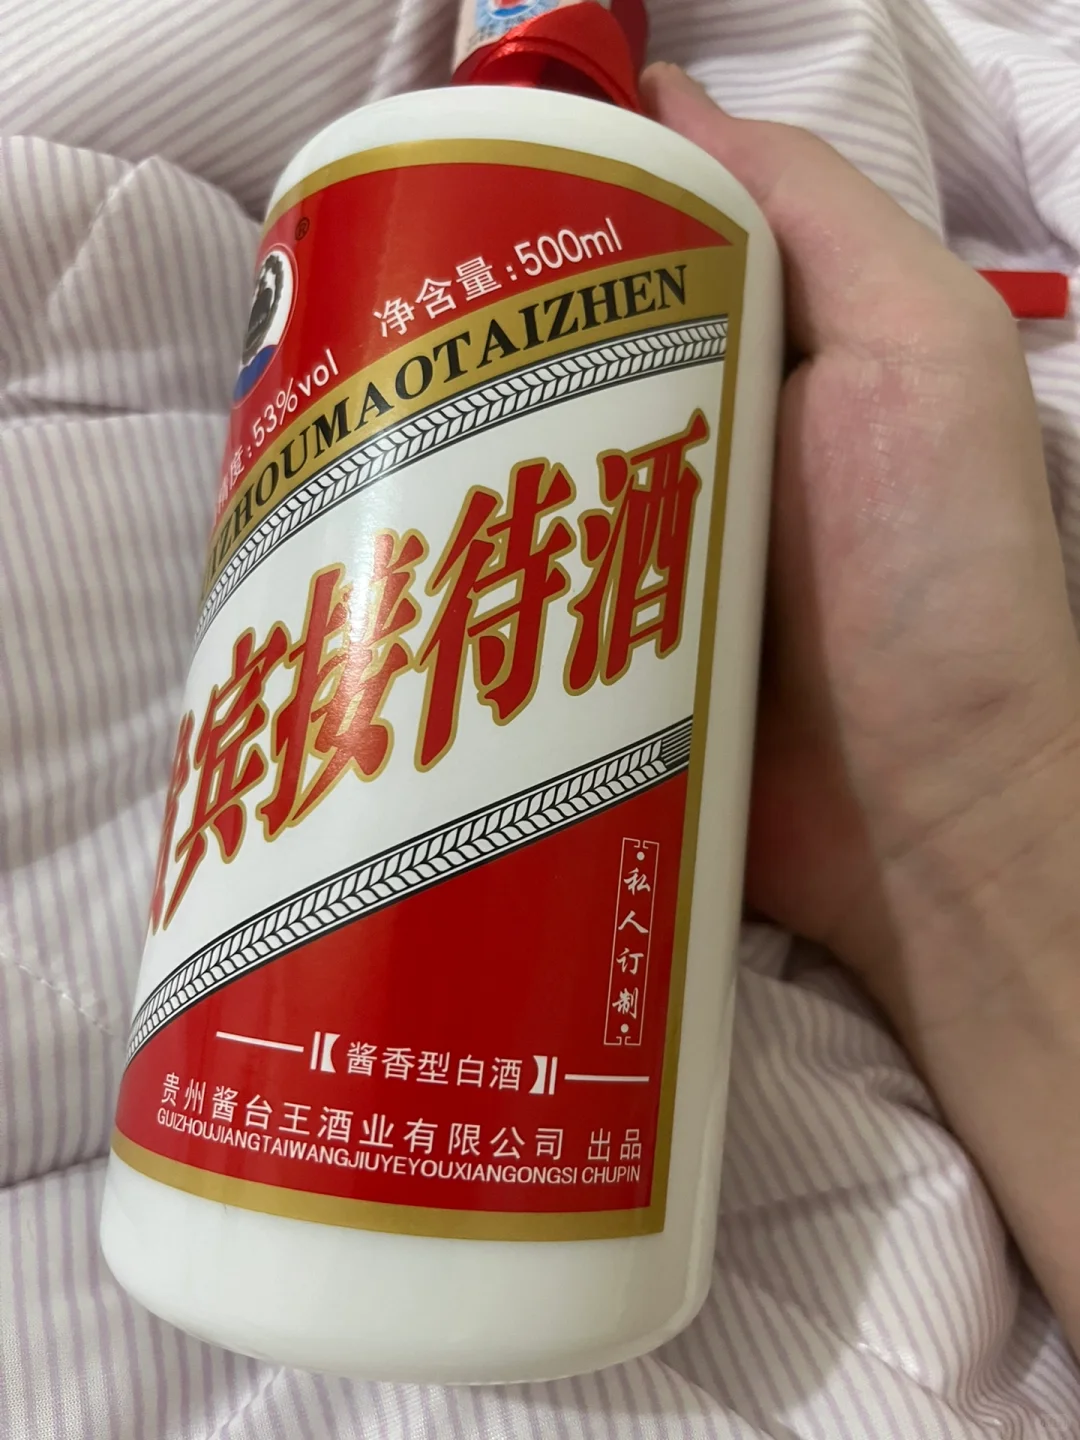 ®
净含量:500ml
度:53%vol
ZHOUMAOTAIZHEN
宾接待酒
私人订制
【酱香型白酒】
贵州酱台王酒业有限公司 出品
GUIZHOUJIANGTAIWANGJIUYEYOUXIANGONGSI CHUPIN